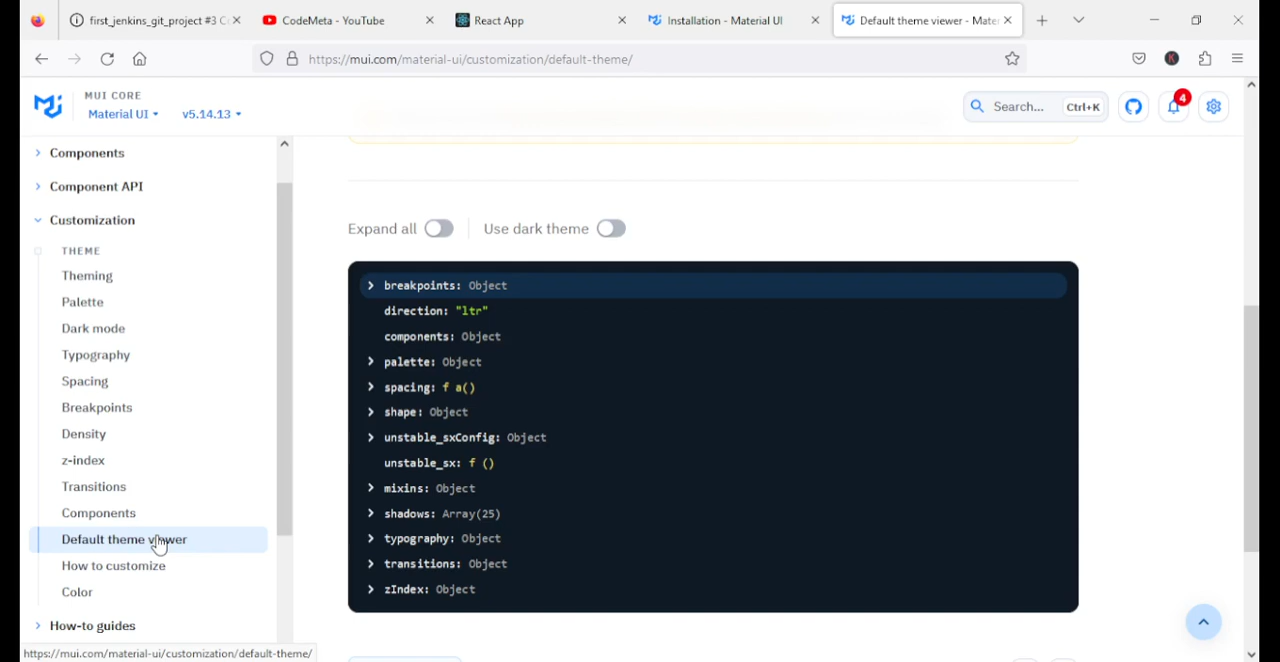 first_jenkins_git_project #3 C
CodeMeta - YouTube
React App
Installation - Material UI
Default theme viewer - Mate
https://mui.com/material-ui/customization/default-theme/
K
MUI CORE
Material UI
v5.14.13
Search...
Ctrl+K
4
Components
Component API
Customization
THEME
Theming
Palette
Dark mode
Typography
Spacing
Breakpoints
Density
z-index
Transitions
Components
Default theme viewer
How to customize
Color
How-to guides
Expand all
Use dark theme
breakpoints: Object
direction: "ltr"
components: Object
palette: Object
spacing: f a()
shape: Object
unstable_sxConfig: Object
unstable_sx: f ()
mixins: Object
shadows: Array(25)
typography: Object
transitions: Object
zIndex: Object
https://mui.com/material-ui/customization/default-theme/